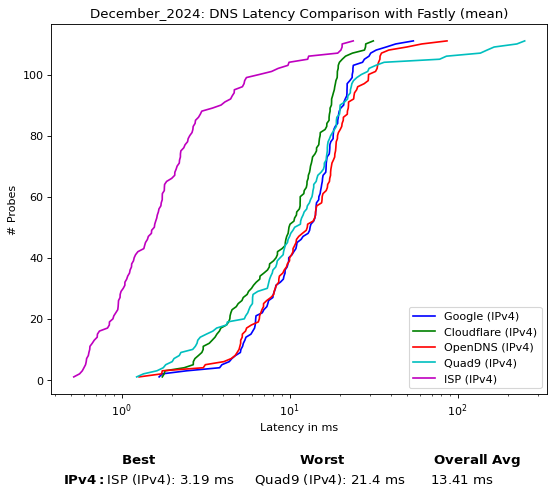 December_2024: DNS Latency Comparison with Fastly (mean)
# Probes
100
80
60
40
20
0
Google (IPv4)
Cloudflare (IPv4)
OpenDNS (IPv4)
Quad9 (IPv4)
ISP (IPv4)
10⁰ 10¹ 10²
Latency in ms
Best Worst Overall Avg
IPv4: ISP (IPv4): 3.19 ms Quad9 (IPv4): 21.4 ms 13.41 ms